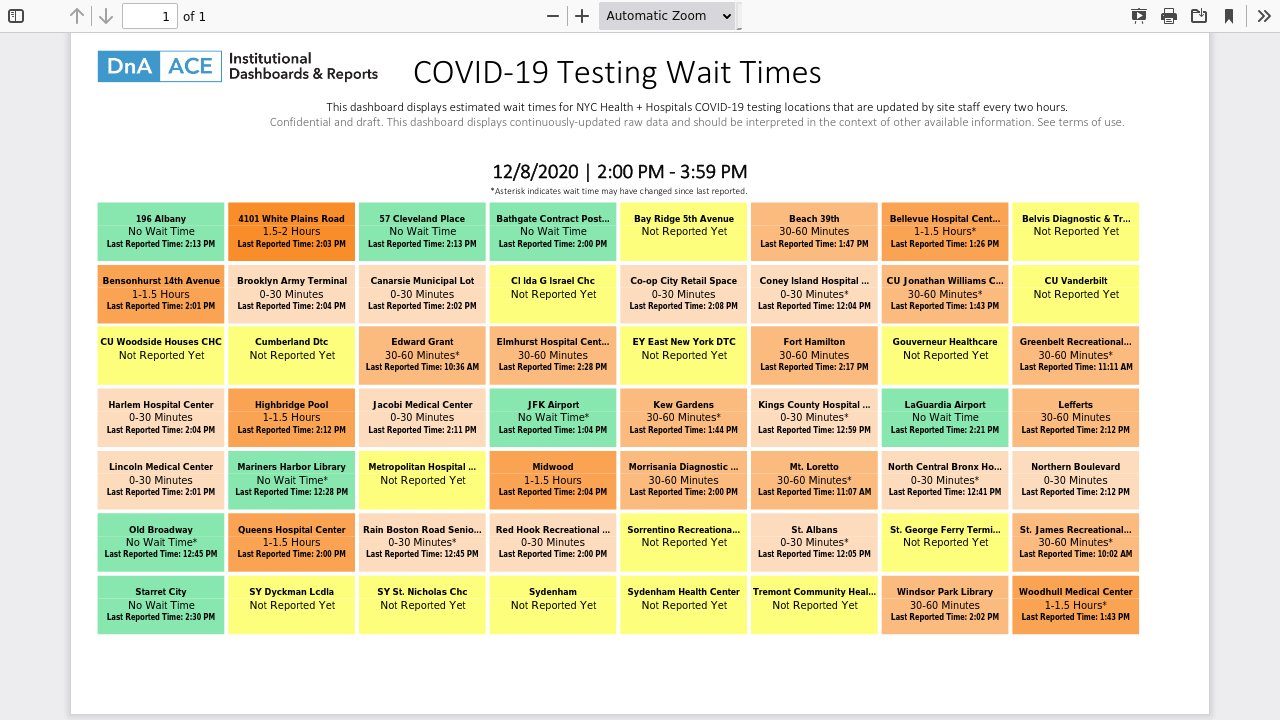 1 of 1 Automatic Zoom
DnA ACE Institutional
Dashboards & Reports
COVID-19 Testing Wait Times
This dashboard displays estimated wait times for NYC Health + Hospitals COVID-19 testing locations that are updated by site staff every two hours.
Confidential and draft. This dashboard displays continuously-updated raw data and should be interpreted in the context of other available information. See terms of use.
12/8/2020 | 2:00 PM - 3:59 PM
*Asterisk indicates wait time may have changed since last reported.
196 Albany
No Wait Time
Last Reported Time: 2:13 PM
4101 White Plains Road
1.5-2 Hours
Last Reported Time: 2:03 PM
57 Cleveland Place
No Wait Time
Last Reported Time: 2:13 PM
Bathgate Contract Post...
No Wait Time
Last Reported Time: 2:00 PM
Bay Ridge 5th Avenue
Not Reported Yet
Beach 39th
30-60 Minutes
Last Reported Time: 1:47 PM
Bellevue Hospital Cent...
1-1.5 Hours*
Last Reported Time: 1:26 PM
Belvis Diagnostic & Tr...
Not Reported Yet
Bensonhurst 14th Avenue
1-1.5 Hours
Last Reported Time: 2:01 PM
Brooklyn Army Terminal
0-30 Minutes
Last Reported Time: 2:04 PM
Canarsie Municipal Lot
0-30 Minutes
Last Reported Time: 2:02 PM
Cl Ida G Israel Chc
Not Reported Yet
Co-op City Retail Space
0-30 Minutes
Last Reported Time: 2:08 PM
Coney Island Hospital ...
0-30 Minutes*
Last Reported Time: 12:04 PM
CU Jonathan Williams C...
30-60 Minutes*
Last Reported Time: 1:43 PM
CU Vanderbilt
Not Reported Yet
CU Woodside Houses CHC
Not Reported Yet
Cumberland Dtc
Not Reported Yet
Edward Grant
30-60 Minutes*
Last Reported Time: 10:36 AM
Elmhurst Hospital Cent...
30-60 Minutes
Last Reported Time: 2:28 PM
EY East New York DTC
Not Reported Yet
Fort Hamilton
30-60 Minutes
Last Reported Time: 2:17 PM
Gouverneur Healthcare
Not Reported Yet
Greenbelt Recreational...
30-60 Minutes*
Last Reported Time: 11:11 AM
Harlem Hospital Center
0-30 Minutes
Last Reported Time: 2:04 PM
Highbridge Pool
1-1.5 Hours
Last Reported Time: 2:12 PM
Jacobi Medical Center
0-30 Minutes
Last Reported Time: 2:11 PM
JFK Airport
No Wait Time*
Last Reported Time: 1:04 PM
Kew Gardens
30-60 Minutes*
Last Reported Time: 1:44 PM
Kings County Hospital ...
0-30 Minutes*
Last Reported Time: 12:59 PM
LaGuardia Airport
No Wait Time
Last Reported Time: 2:21 PM
Lefferts
30-60 Minutes
Last Reported Time: 2:12 PM
Lincoln Medical Center
0-30 Minutes
Last Reported Time: 2:01 PM
Mariners Harbor Library
No Wait Time*
Last Reported Time: 12:28 PM
Metropolitan Hospital ...
Not Reported Yet
Midwood
1-1.5 Hours
Last Reported Time: 2:04 PM
Morrisania Diagnostic ...
30-60 Minutes
Last Reported Time: 2:00 PM
Mt. Loretto
30-60 Minutes*
Last Reported Time: 11:07 AM
North Central Bronx Ho...
0-30 Minutes*
Last Reported Time: 12:41 PM
Northern Boulevard
0-30 Minutes
Last Reported Time: 2:12 PM
Old Broadway
No Wait Time*
Last Reported Time: 12:45 PM
Queens Hospital Center
1-1.5 Hours
Last Reported Time: 2:00 PM
Rain Boston Road Senio...
0-30 Minutes*
Last Reported Time: 12:45 PM
Red Hook Recreational ...
0-30 Minutes
Last Reported Time: 2:00 PM
Sorrentino Recreationa...
Not Reported Yet
St. Albans
0-30 Minutes*
Last Reported Time: 12:05 PM
St. George Ferry Termi...
Not Reported Yet
St. James Recreational...
30-60 Minutes*
Last Reported Time: 10:02 AM
Starret City
No Wait Time
Last Reported Time: 2:30 PM
SY Dyckman Lcdla
Not Reported Yet
SY St. Nicholas Chc
Not Reported Yet
Sydenham
Not Reported Yet
Sydenham Health Center
Not Reported Yet
Tremont Community Heal...
Not Reported Yet
Windsor Park Library
30-60 Minutes
Last Reported Time: 2:02 PM
Woodhull Medical Center
1-1.5 Hours*
Last Reported Time: 1:43 PM